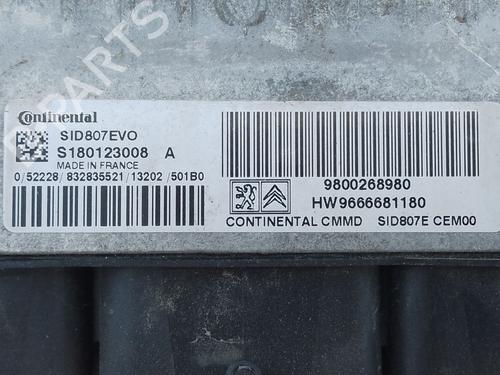 Continental
SID807EVO
S180123008 A
MADE IN FRANCE
0/52228/832835521/13202/501B0
9800268980
HW9666681180
CONTINENTAL CMMD SID807E CEM00